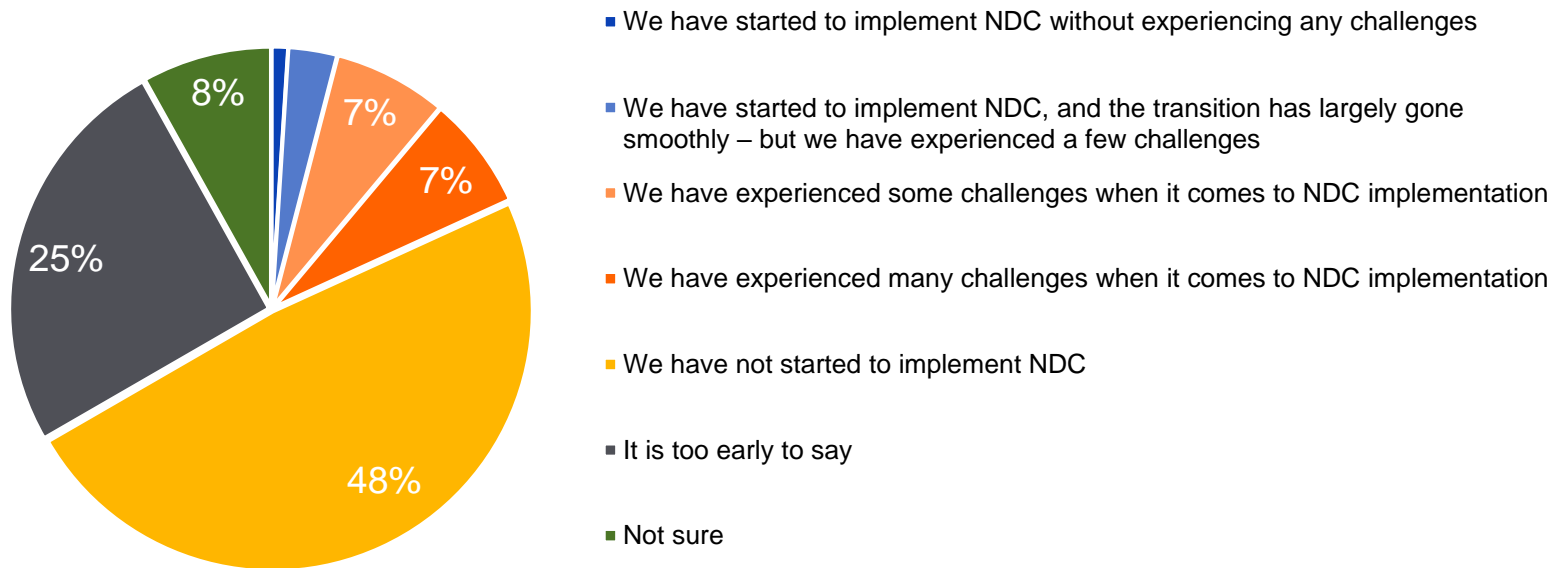 We have started to implement NDC without experiencing any challenges
We have started to implement NDC, and the transition has largely gone
smoothly – but we have experienced a few challenges
We have experienced some challenges when it comes to NDC implementation
We have experienced many challenges when it comes to NDC implementation
We have not started to implement NDC
It is too early to say
Not sure
8%
7%
7%
25%
48%